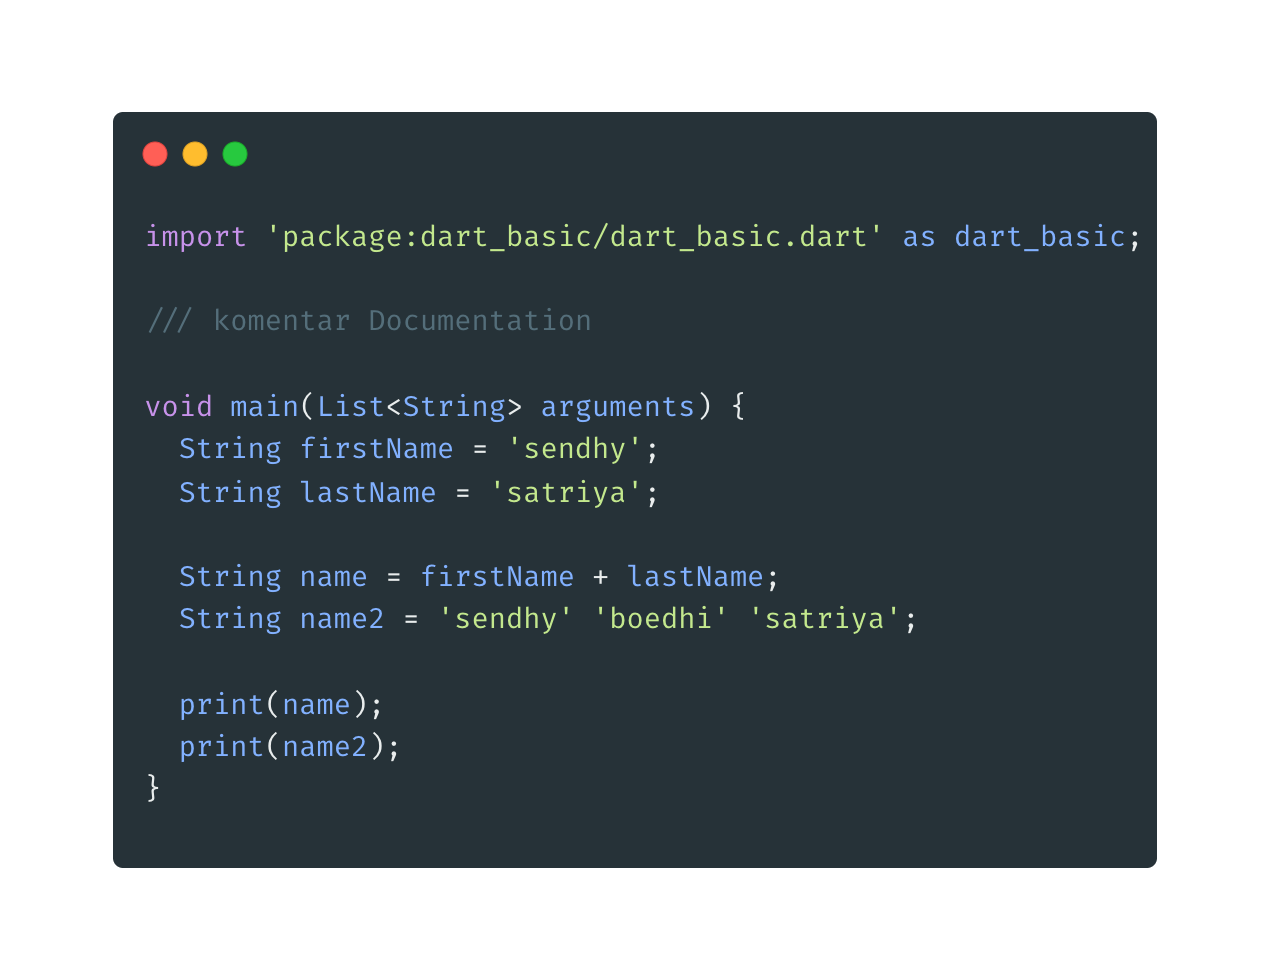 import 'package:dart_basic/dart_basic.dart' as dart_basic;
/// komentar Documentation
void main(List<String> arguments) {
String firstName = 'sendhy';
String lastName = 'satriya';
String name = firstName + lastName;
String name2 = 'sendhy' 'boedhi' 'satriya';
print(name);
print(name2);
}